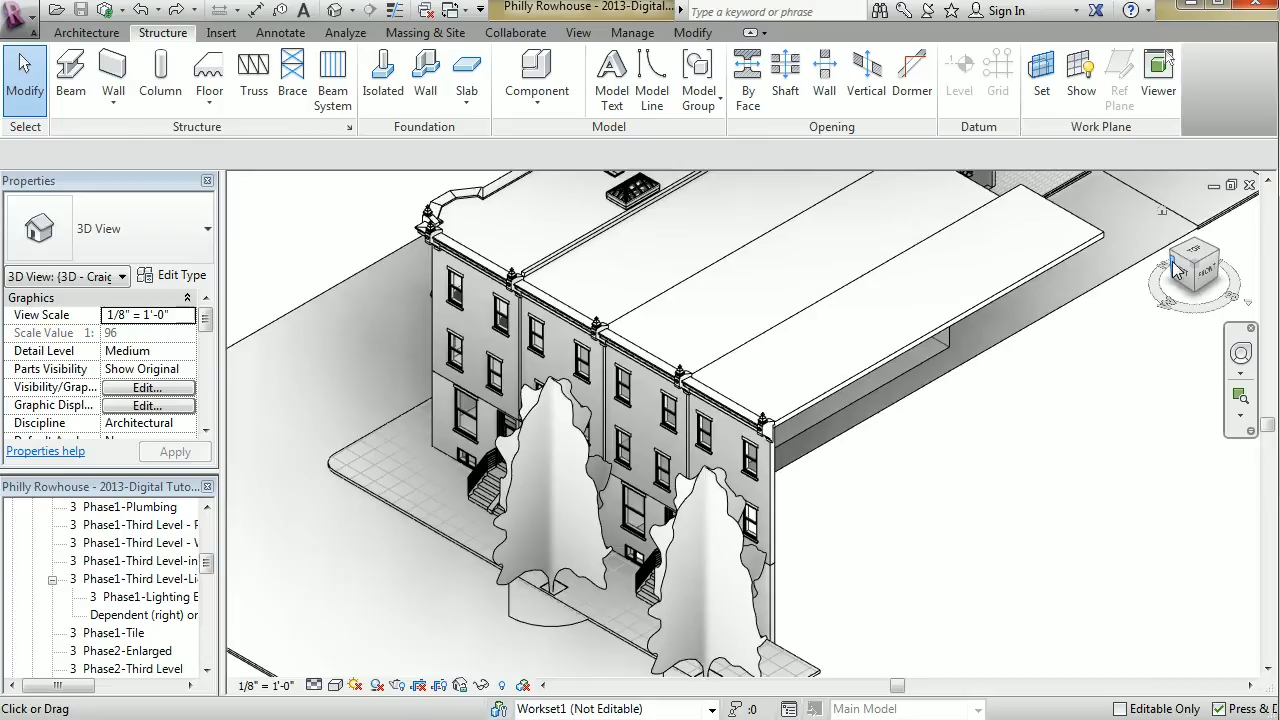 Philly Rowhouse - 2013-Digital...
Type a keyword or phrase
Sign In
Architecture Structure Insert Annotate Analyze Massing & Site Collaborate View Manage Modify
Modify Beam Wall Column Floor Truss Brace Beam System Isolated Wall Slab Component Model Text Model Line Model Group By Face Shaft Wall Vertical Dormer Level Grid Set Show Ref Plane Viewer
Select Structure Foundation Model Opening Datum Work Plane
Properties
3D View
3D View: {3D - Craig
Edit Type
Graphics
View Scale 1/8" = 1'-0"
Scale Value 1: 96
Detail Level Medium
Parts Visibility Show Original
Visibility/Grap... Edit...
Graphic Displ... Edit...
Discipline Architectural
Properties help Apply
Philly Rowhouse - 2013-Digital Tuto...
3 Phase1-Plumbing
3 Phase1-Third Level -
3 Phase1-Third Level -
3 Phase1-Third Level-in
3 Phase1-Third Level-Li
3 Phase1-Lighting E
Dependent (right) or
3 Phase1-Tile
3 Phase2-Enlarged
3 Phase2-Third Level
TOP
FRONT
1/8" = 1'-0"
Click or Drag
Workset1 (Not Editable)
:0
Main Model
Editable Only
Press & D